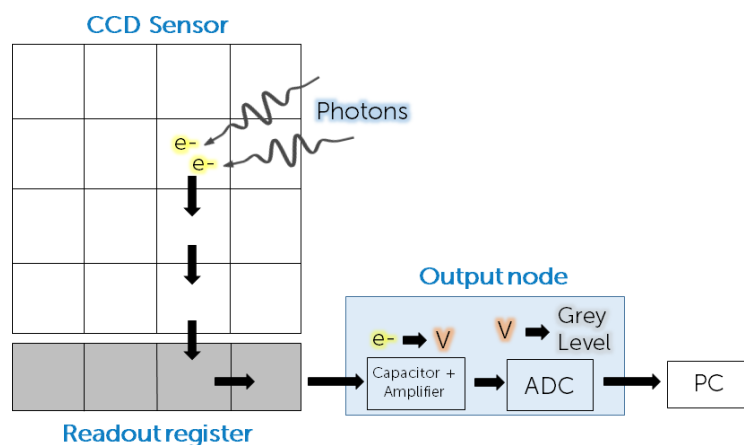 CCD Sensor
Photons
e-
e-
Output node
e- V
V Grey
Level
Capacitor +
Amplifier
ADC
PC
Readout register